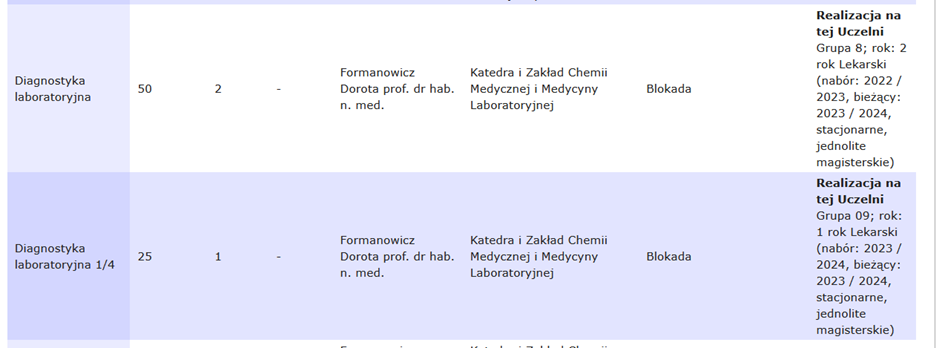 Diagnostyka
laboratoryjna
50
2
-
Formanowicz
Dorota prof. dr hab.
n. med.
Katedra i Zakład Chemii
Medycznej i Medycyny
Laboratoryjnej
Blokada
Realizacja na
tej Uczelni
Grupa 8; rok: 2
rok Lekarski
(nabór: 2022 /
2023, bieżący:
2023 / 2024,
stacjonarne,
jednolite
magisterskie)
Diagnostyka
laboratoryjna 1/4
25
1
-
Formanowicz
Dorota prof. dr hab.
n. med.
Katedra i Zakład Chemii
Medycznej i Medycyny
Laboratoryjnej
Blokada
Realizacja na
tej Uczelni
Grupa 09; rok:
1 rok Lekarski
(nabór: 2023 /
2024, bieżący:
2023 / 2024,
stacjonarne,
jednolite
magisterskie)